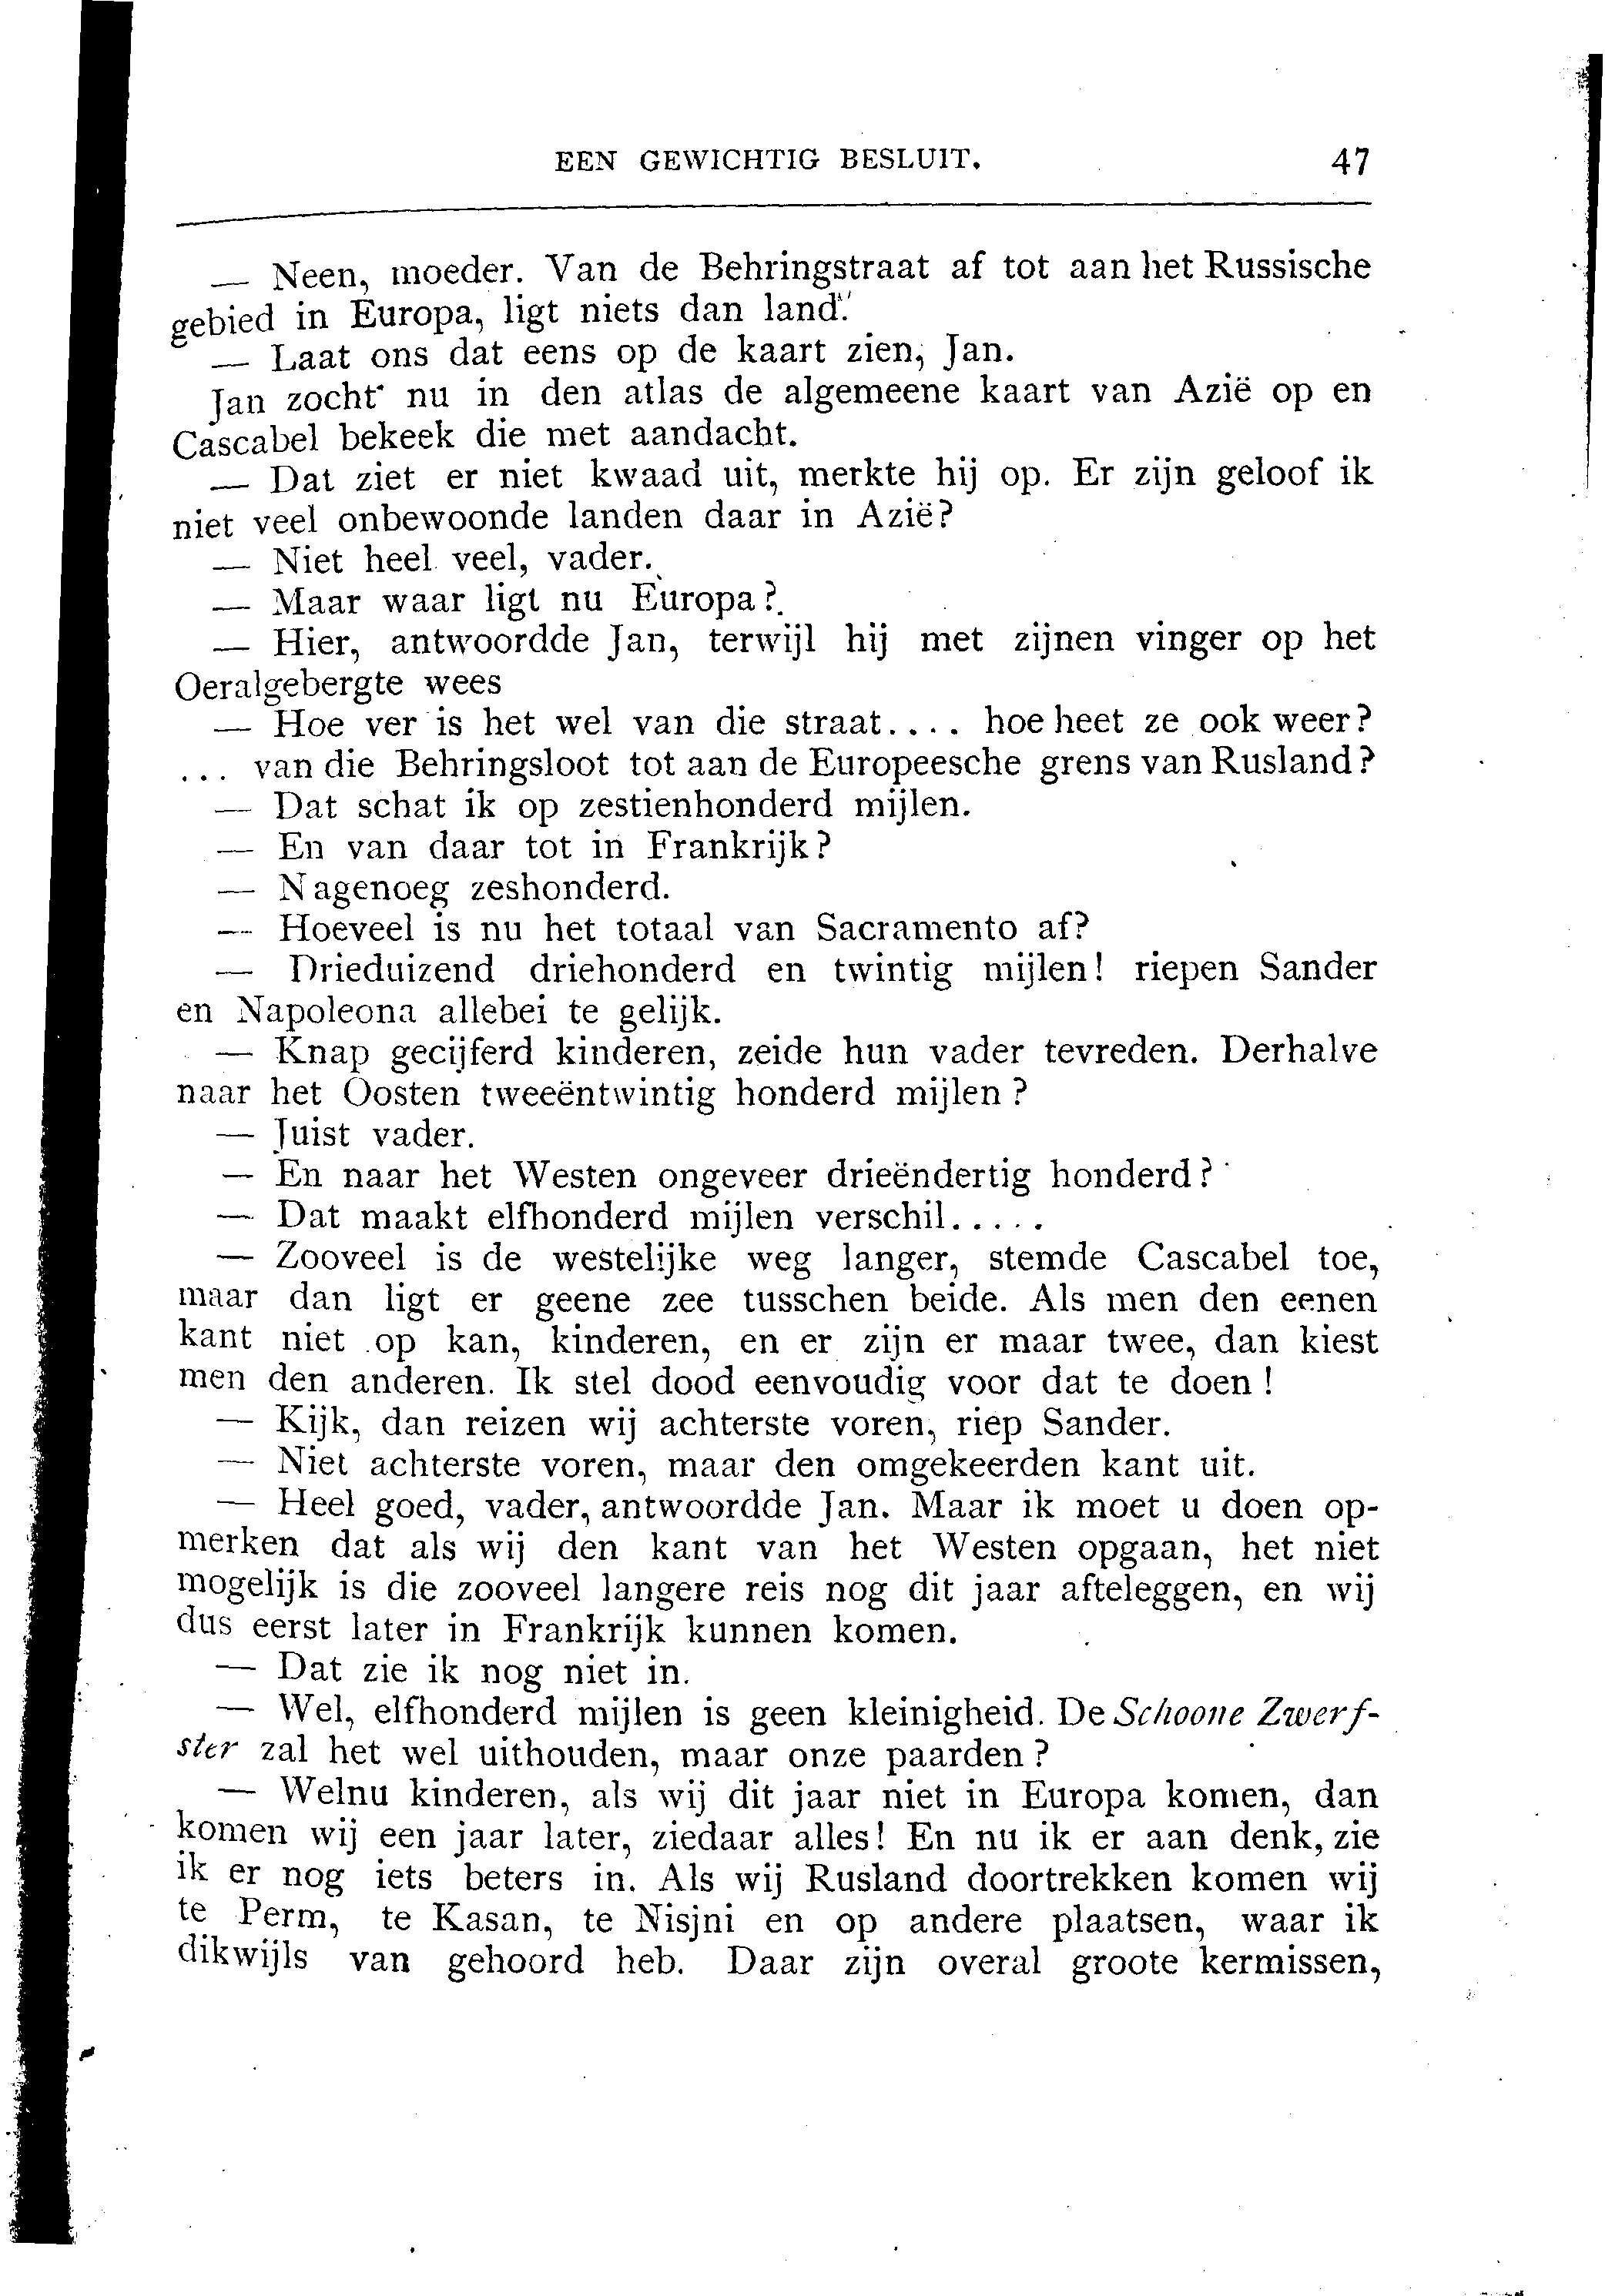 EEN GEWICHTIG BESLUIT. 47
— Neen, moeder. Van de Behringstraat af tot aan het Russische
gebied in Europa, ligt niets dan land.
— Laat ons dat eens op de kaart zien, Jan.
Jan zocht nu in den atlas de algemeene kaart van Azië op en
Cascabel bekeek die met aandacht.
— Dat ziet er niet kwaad uit, merkte hij op. Er zijn geloof ik
niet veel onbewoonde landen daar in Azië?
— Niet heel veel, vader.
— Maar waar ligt nu Europa?
— Hier, antwoordde Jan, terwijl hij met zijnen vinger op het
Oeralgebergte wees
— Hoe ver is het wel van die straat.... hoe heet ze ook weer?
... van die Behringsloot tot aan de Europeesche grens van Rusland?
— Dat schat ik op zestienhonderd mijlen.
— En van daar tot in Frankrijk?
— Nagenoeg zeshonderd.
— Hoeveel is nu het totaal van Sacramento af?
— Drieduizend driehonderd en twintig mijlen! riepen Sander
en Napoleona allebei te gelijk.
— Knap gecijferd kinderen, zeide hun vader tevreden. Derhalve
naar het Oosten tweeëntwintig honderd mijlen?
— Juist vader.
— En naar het Westen ongeveer drieëndertig honderd?
— Dat maakt elfhonderd mijlen verschil.....
— Zooveel is de westelijke weg langer, stemde Cascabel toe,
maar dan ligt er geene zee tusschen beide. Als men den eenen
kant niet op kan, kinderen, en er zijn er maar twee, dan kiest
men den anderen. Ik stel dood eenvoudig voor dat te doen!
— Kijk, dan reizen wij achterste voren, riep Sander.
— Niet achterste voren, maar den omgekeerden kant uit.
— Heel goed, vader, antwoordde Jan. Maar ik moet u doen op-
merken dat als wij den kant van het Westen opgaan, het niet
mogelijk is die zooveel langere reis nog dit jaar afteleggen, en wij
dus eerst later in Frankrijk kunnen komen.
— Dat zie ik nog niet in.
— Wel, elfhonderd mijlen is geen kleinigheid. De Schoone Zwerf-
ster zal het wel uithouden, maar onze paarden?
— Welnu kinderen, als wij dit jaar niet in Europa komen, dan
komen wij een jaar later, ziedaar alles! En nu ik er aan denk, zie
ik er nog iets beters in. Als wij Rusland doortrekken komen wij
te Perm, te Kasan, te Nisjni en op andere plaatsen, waar ik
dikwijls van gehoord heb. Daar zijn overal groote kermissen,